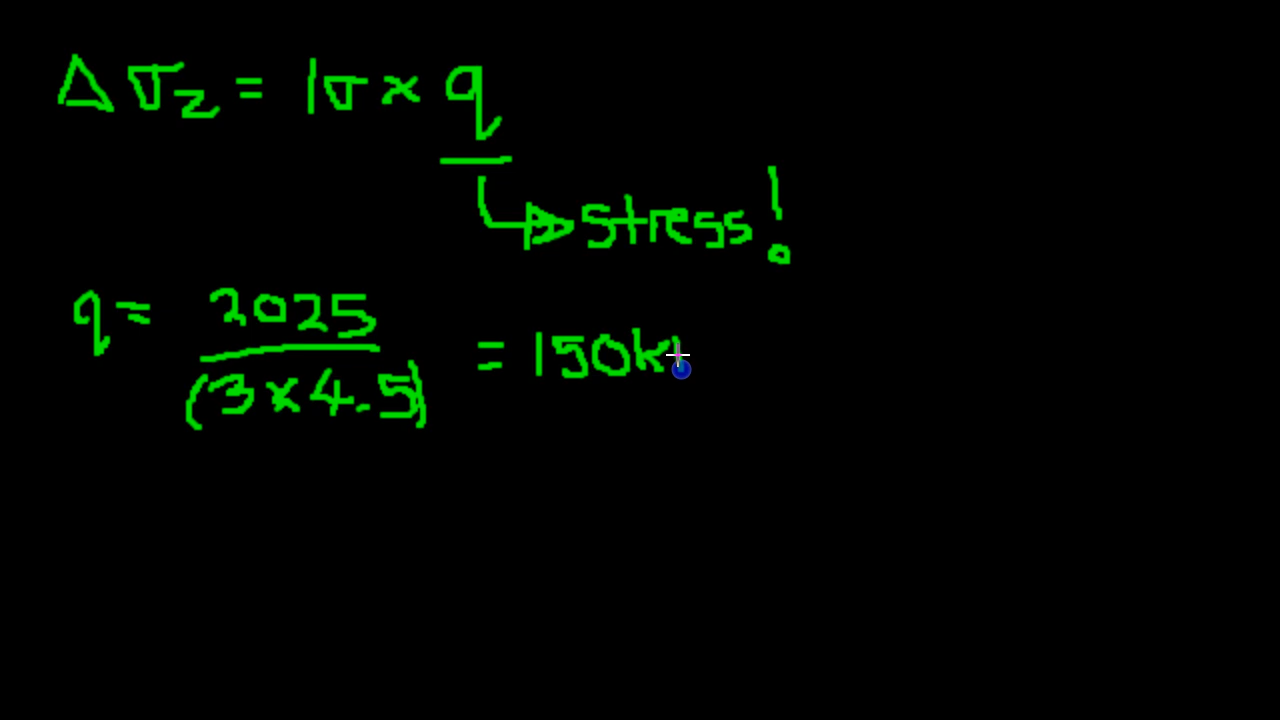 Δσz = Iσ × q
stress!
q = 2025/(3×4.5) = 150k